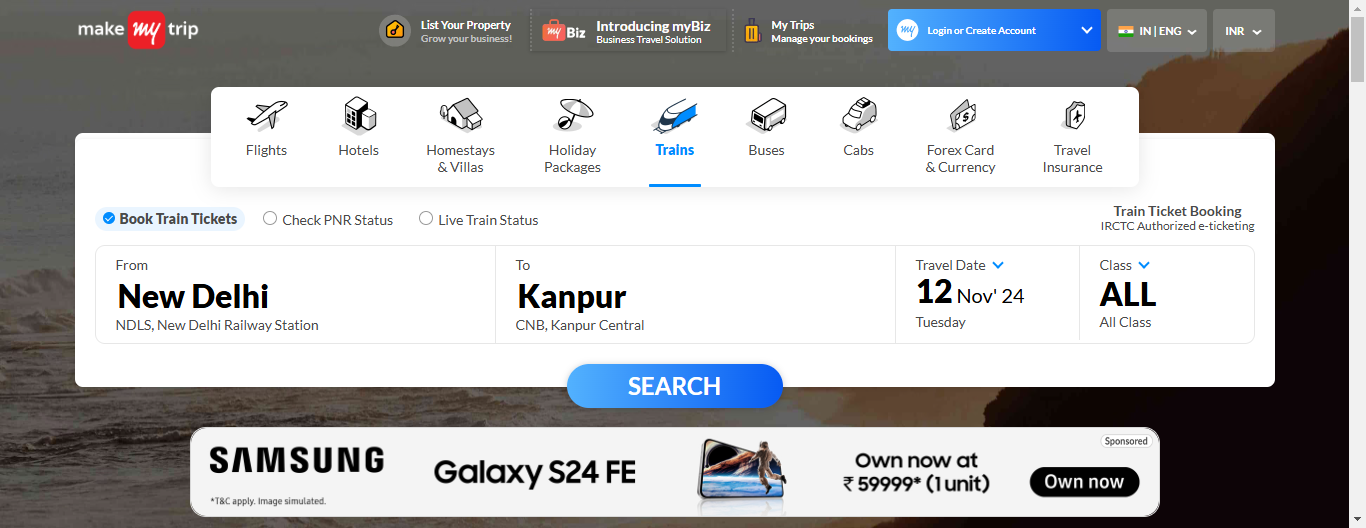 make my trip
List Your Property
Grow your business!
my Biz
Introducing myBiz
Business Travel Solution
My Trips
Manage your bookings
my
Login or Create Account
IN | ENG
INR
Flights
Hotels
Homestays
& Villas
Holiday
Packages
Trains
Buses
Cabs
Forex Card
& Currency
Travel
Insurance
Book Train Tickets
Check PNR Status
Live Train Status
Train Ticket Booking
IRCTC Authorized e-ticketing
From
New Delhi
NDLS, New Delhi Railway Station
To
Kanpur
CNB, Kanpur Central
Travel Date
12 Nov' 24
Tuesday
Class
ALL
All Class
SEARCH
Sponsored
SAMSUNG
*T&C apply. Image simulated.
Galaxy S24 FE
Own now at
₹ 59999* (1 unit)
Own now